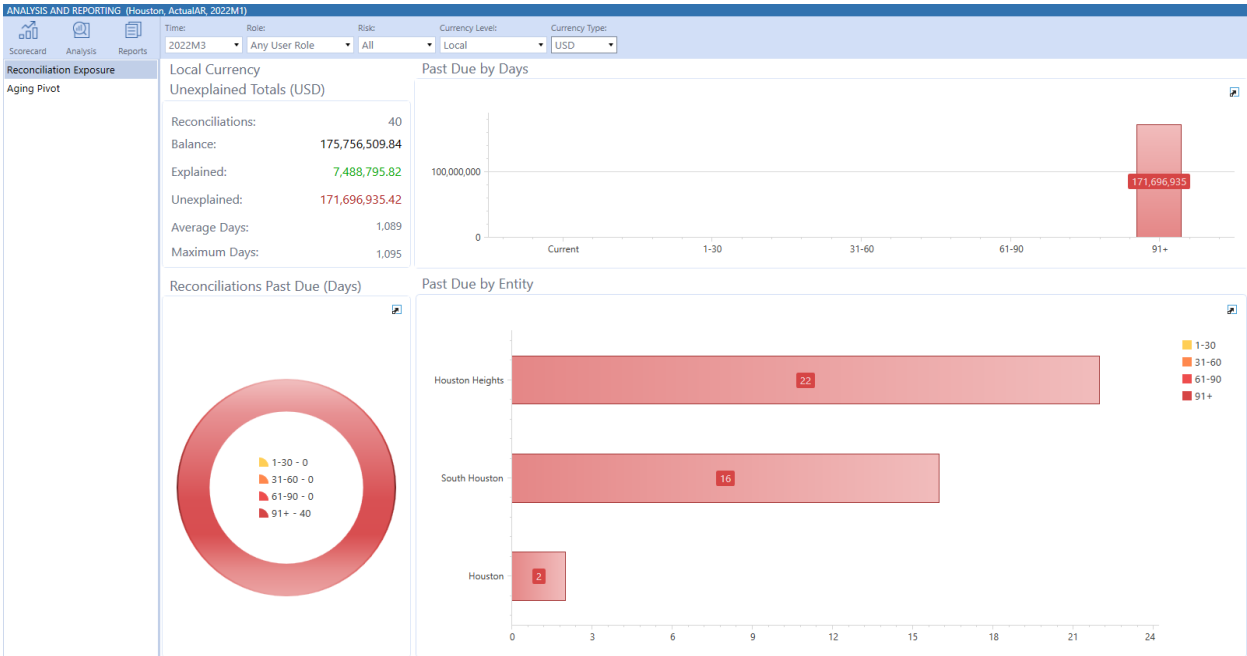 ANALYSIS AND REPORTING (Houston, ActualAR, 2022M1)
Scorecard
Analysis
Reports
Time:
Role:
Risk:
Currency Level:
Currency Type:
2022M3
Any User Role
All
Local
USD
Reconciliation Exposure
Aging Pivot
Local Currency
Unexplained Totals (USD)
Reconciliations: 40
Balance: 175,756,509.84
Explained: 7,488,795.82
Unexplained: 171,696,935.42
Average Days: 1,089
Maximum Days: 1,095
Past Due by Days
100,000,000
0
171,696,935
Current 1-30 31-60 61-90 91+
Reconciliations Past Due (Days)
1-30 - 0
31-60 - 0
61-90 - 0
91+ - 40
Past Due by Entity
Houston Heights
22
South Houston
16
Houston
2
0 3 6 9 12 15 18 21 24
1-30
31-60
61-90
91+